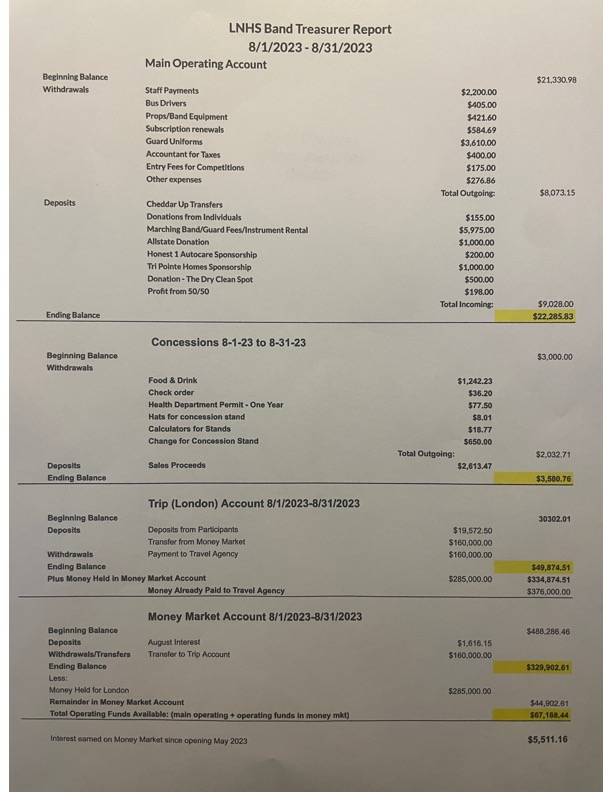 LNHS Band Treasurer Report
8/1/2023 - 8/31/2023
Main Operating Account
Beginning Balance $21,330.98
Withdrawals Staff Payments $2,200.00
Bus Drivers $405.00
Props/Band Equipment $421.60
Subscription renewals $584.69
Guard Uniforms $3,610.00
Accountant for Taxes $400.00
Entry Fees for Competitions $175.00
Other expenses $276.86
Total Outgoing: $8,073.15
Deposits Cheddar Up Transfers
Donations from Individuals $155.00
Marching Band/Guard Fees/Instrument Rental $5,975.00
Allstate Donation $1,000.00
Honest 1 Autocare Sponsorship $200.00
Tri Pointe Homes Sponsorship $1,000.00
Donation - The Dry Clean Spot $500.00
Profit from 50/50 $198.00
Total Incoming: $9,028.00
Ending Balance $22,285.83
Concessions 8-1-23 to 8-31-23
Beginning Balance $3,000.00
Withdrawals
Food & Drink $1,242.23
Check order $36.20
Health Department Permit - One Year $77.50
Hats for concession stand $8.01
Calculators for Stands $18.77
Change for Concession Stand $650.00
Total Outgoing: $2,032.71
Deposits Sales Proceeds $2,613.47
Ending Balance $3,580.76
Trip (London) Account 8/1/2023-8/31/2023
Beginning Balance 30302.01
Deposits Deposits from Participants $19,572.50
Transfer from Money Market $160,000.00
Withdrawals Payment to Travel Agency $160,000.00
Ending Balance $49,874.51
Plus Money Held in Money Market Account $285,000.00 $334,874.51
Money Already Paid to Travel Agency $376,000.00
Money Market Account 8/1/2023-8/31/2023
Beginning Balance $488,286.46
Deposits August Interest $1,616.15
Withdrawals/Transfers Transfer to Trip Account $160,000.00
Ending Balance $329,902.61
Less:
Money Held for London $285,000.00
Remainder in Money Market Account $44,902.61
Total Operating Funds Available: (main operating + operating funds in money mkt) $67,188.44
Interest earned on Money Market since opening May 2023 $5,511.16